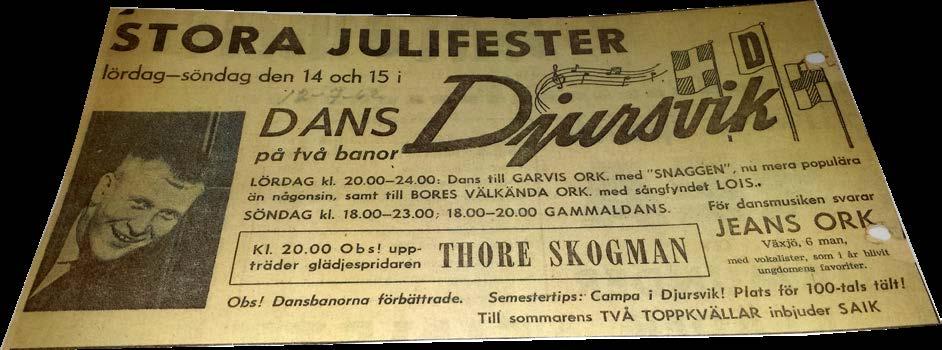 STORA JULIFESTER
lördag–söndag den 14 och 15 i
12-7-62
Djursvik
D
DANS
på två banor
LÖRDAG kl. 20.00–24.00: Dans till GARVIS ORK. med "SNAGGEN", nu mera populära
än någonsin, samt till BORES VÄLKÄNDA ORK. med sångfyndet LOIS.
SÖNDAG kl. 18.00–23.00; 18.00–20.00 GAMMALDANS.
För dansmusiken svarar
JEANS ORK
Växjö, 6 man,
med vokalister, som i år blivit
ungdomens favoriter.
Kl. 20.00 Obs! upp-
träder glädjespridaren
THORE SKOGMAN
Obs! Dansbanorna förbättrade. Semestertips: Campa i Djursvik! Plats för 100-tals tält!
Till sommarens TVÅ TOPPKVÄLLAR inbjuder SAIK